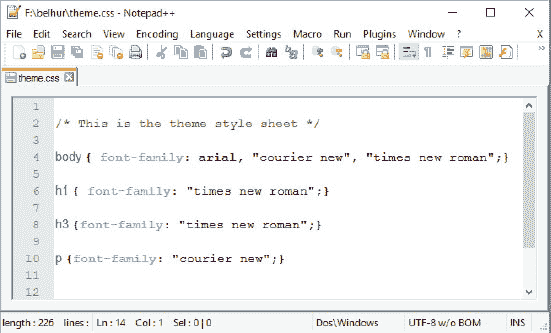 F:\belhur\theme.css - Notepad++
File Edit Search View Encoding Language Settings Macro Run Plugins Window ? X
theme.css
1
2 /* This is the theme style sheet */
3
4 body { font-family: arial, "courier new", "times new roman";}
5
6 h1 { font-family: "times new roman";}
7
8 h3 {font-family: "times new roman";}
9
10 p {font-family: "courier new";}
11
12
length : 226 lines : Ln : 14 Col : 1 Sel : 0 | 0 Dos\Windows UTF-8 w/o BOM INS